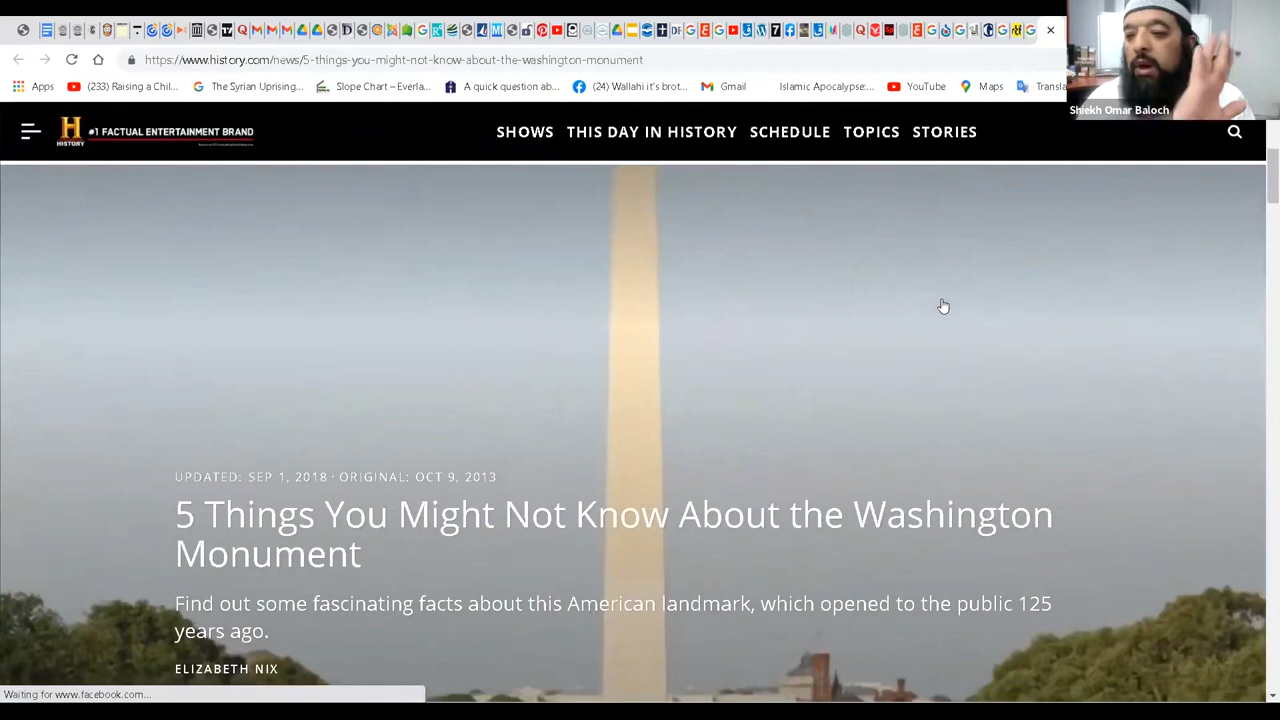 https://www.history.com/news/5-things-you-might-not-know-about-the-washington-monument
Apps (233) Raising a Chil... The Syrian Uprising... Slope Chart – Everla... A quick question ab... (24) Wallahi it's brot... Gmail Islamic Apocalypse:... YouTube Maps Transla
Shiekh Omar Baloch
H
HISTORY
#1 FACTUAL ENTERTAINMENT BRAND
SHOWS THIS DAY IN HISTORY SCHEDULE TOPICS STORIES
UPDATED: SEP 1, 2018 · ORIGINAL: OCT 9, 2013
5 Things You Might Not Know About the Washington
Monument
Find out some fascinating facts about this American landmark, which opened to the public 125
years ago.
ELIZABETH NIX
Waiting for www.facebook.com...